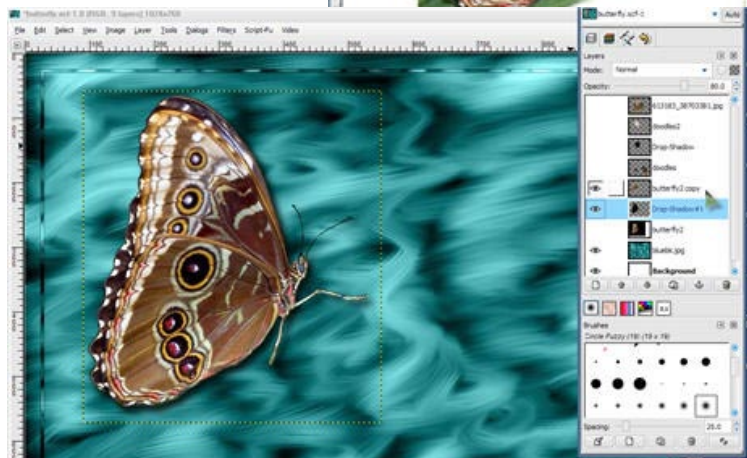 *butterfly.xcf-1.0 (RGB, 9 layers) 1024x768
File Edit Select View Image Layer Tools Dialogs Filters Script-Fu Video
butterfly.xcf-1 Auto
Layers
Mode: Normal
Opacity: 80.0
613183_38703381.jpg
doodles2
Drop-Shadow
doodles
butterfly2 copy
Drop-Shadow#1
butterfly2
bluebk.jpg
Background
Brushes
Circle Fuzzy (19) (19 x 19)
Spacing: 25.0